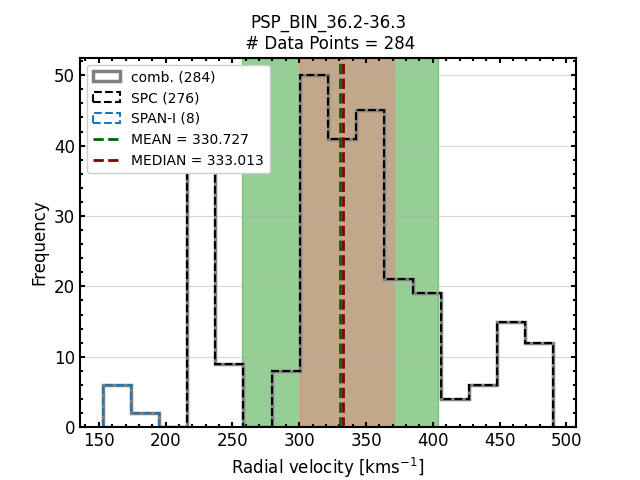 PSP_BIN_36.2-36.3
# Data Points = 284
comb. (284)
SPC (276)
SPAN-I (8)
MEAN = 330.727
MEDIAN = 333.013
Frequency
50
40
30
20
10
0
150 200 250 300 350 400 450 500
Radial velocity [kms⁻¹]